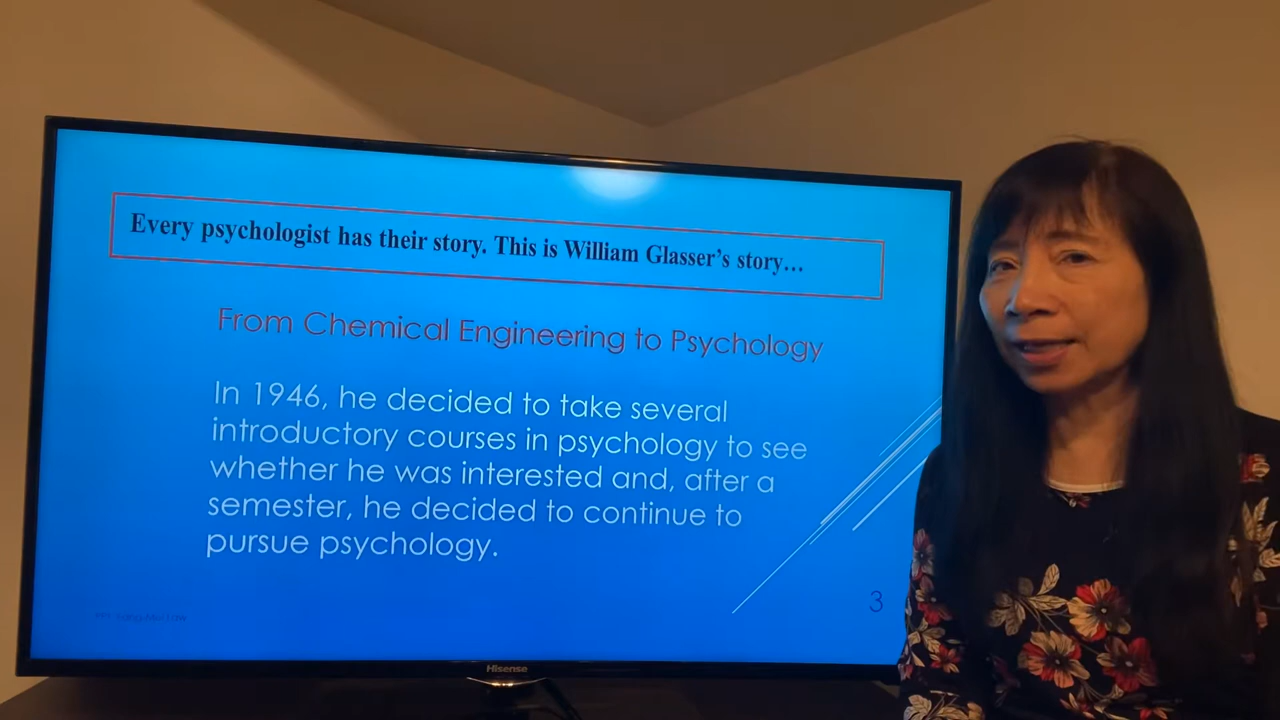 Every psychologist has their story. This is William Glasser's story...
From Chemical Engineering to Psychology
In 1946, he decided to take several
introductory courses in psychology to see
whether he was interested and, after a
semester, he decided to continue to
pursue psychology.
3
Hisense